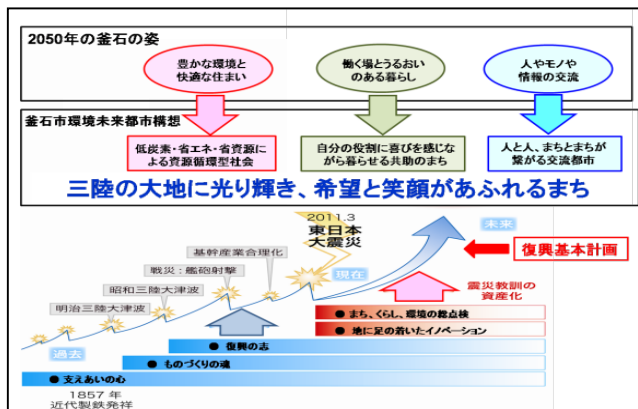 2050年の釜石の姿
豊かな環境と
快適な住まい
働く場とうるおい
のある暮らし
人やモノや
情報の交流
釜石市環境未来都市構想
低炭素・省エネ・省資源に
よる資源循環型社会
自分の役割に喜びを感じな
がら暮らせる共助のまち
人と人、まちとまちが
繋がる交流都市
三陸の大地に光り輝き、希望と笑顔があふれるまち
2011.3
東日本
大震災
未来
基幹産業合理化
復興基本計画
戦災:艦砲射撃
現在
昭和三陸大津波
震災教訓の
資産化
明治三陸大津波
● まち、くらし、環境の総点検
過去
● 地に足の着いたイノベーション
● 復興の志
● ものづくりの魂
● 支えあいの心
1857 年
近代製鉄発祥